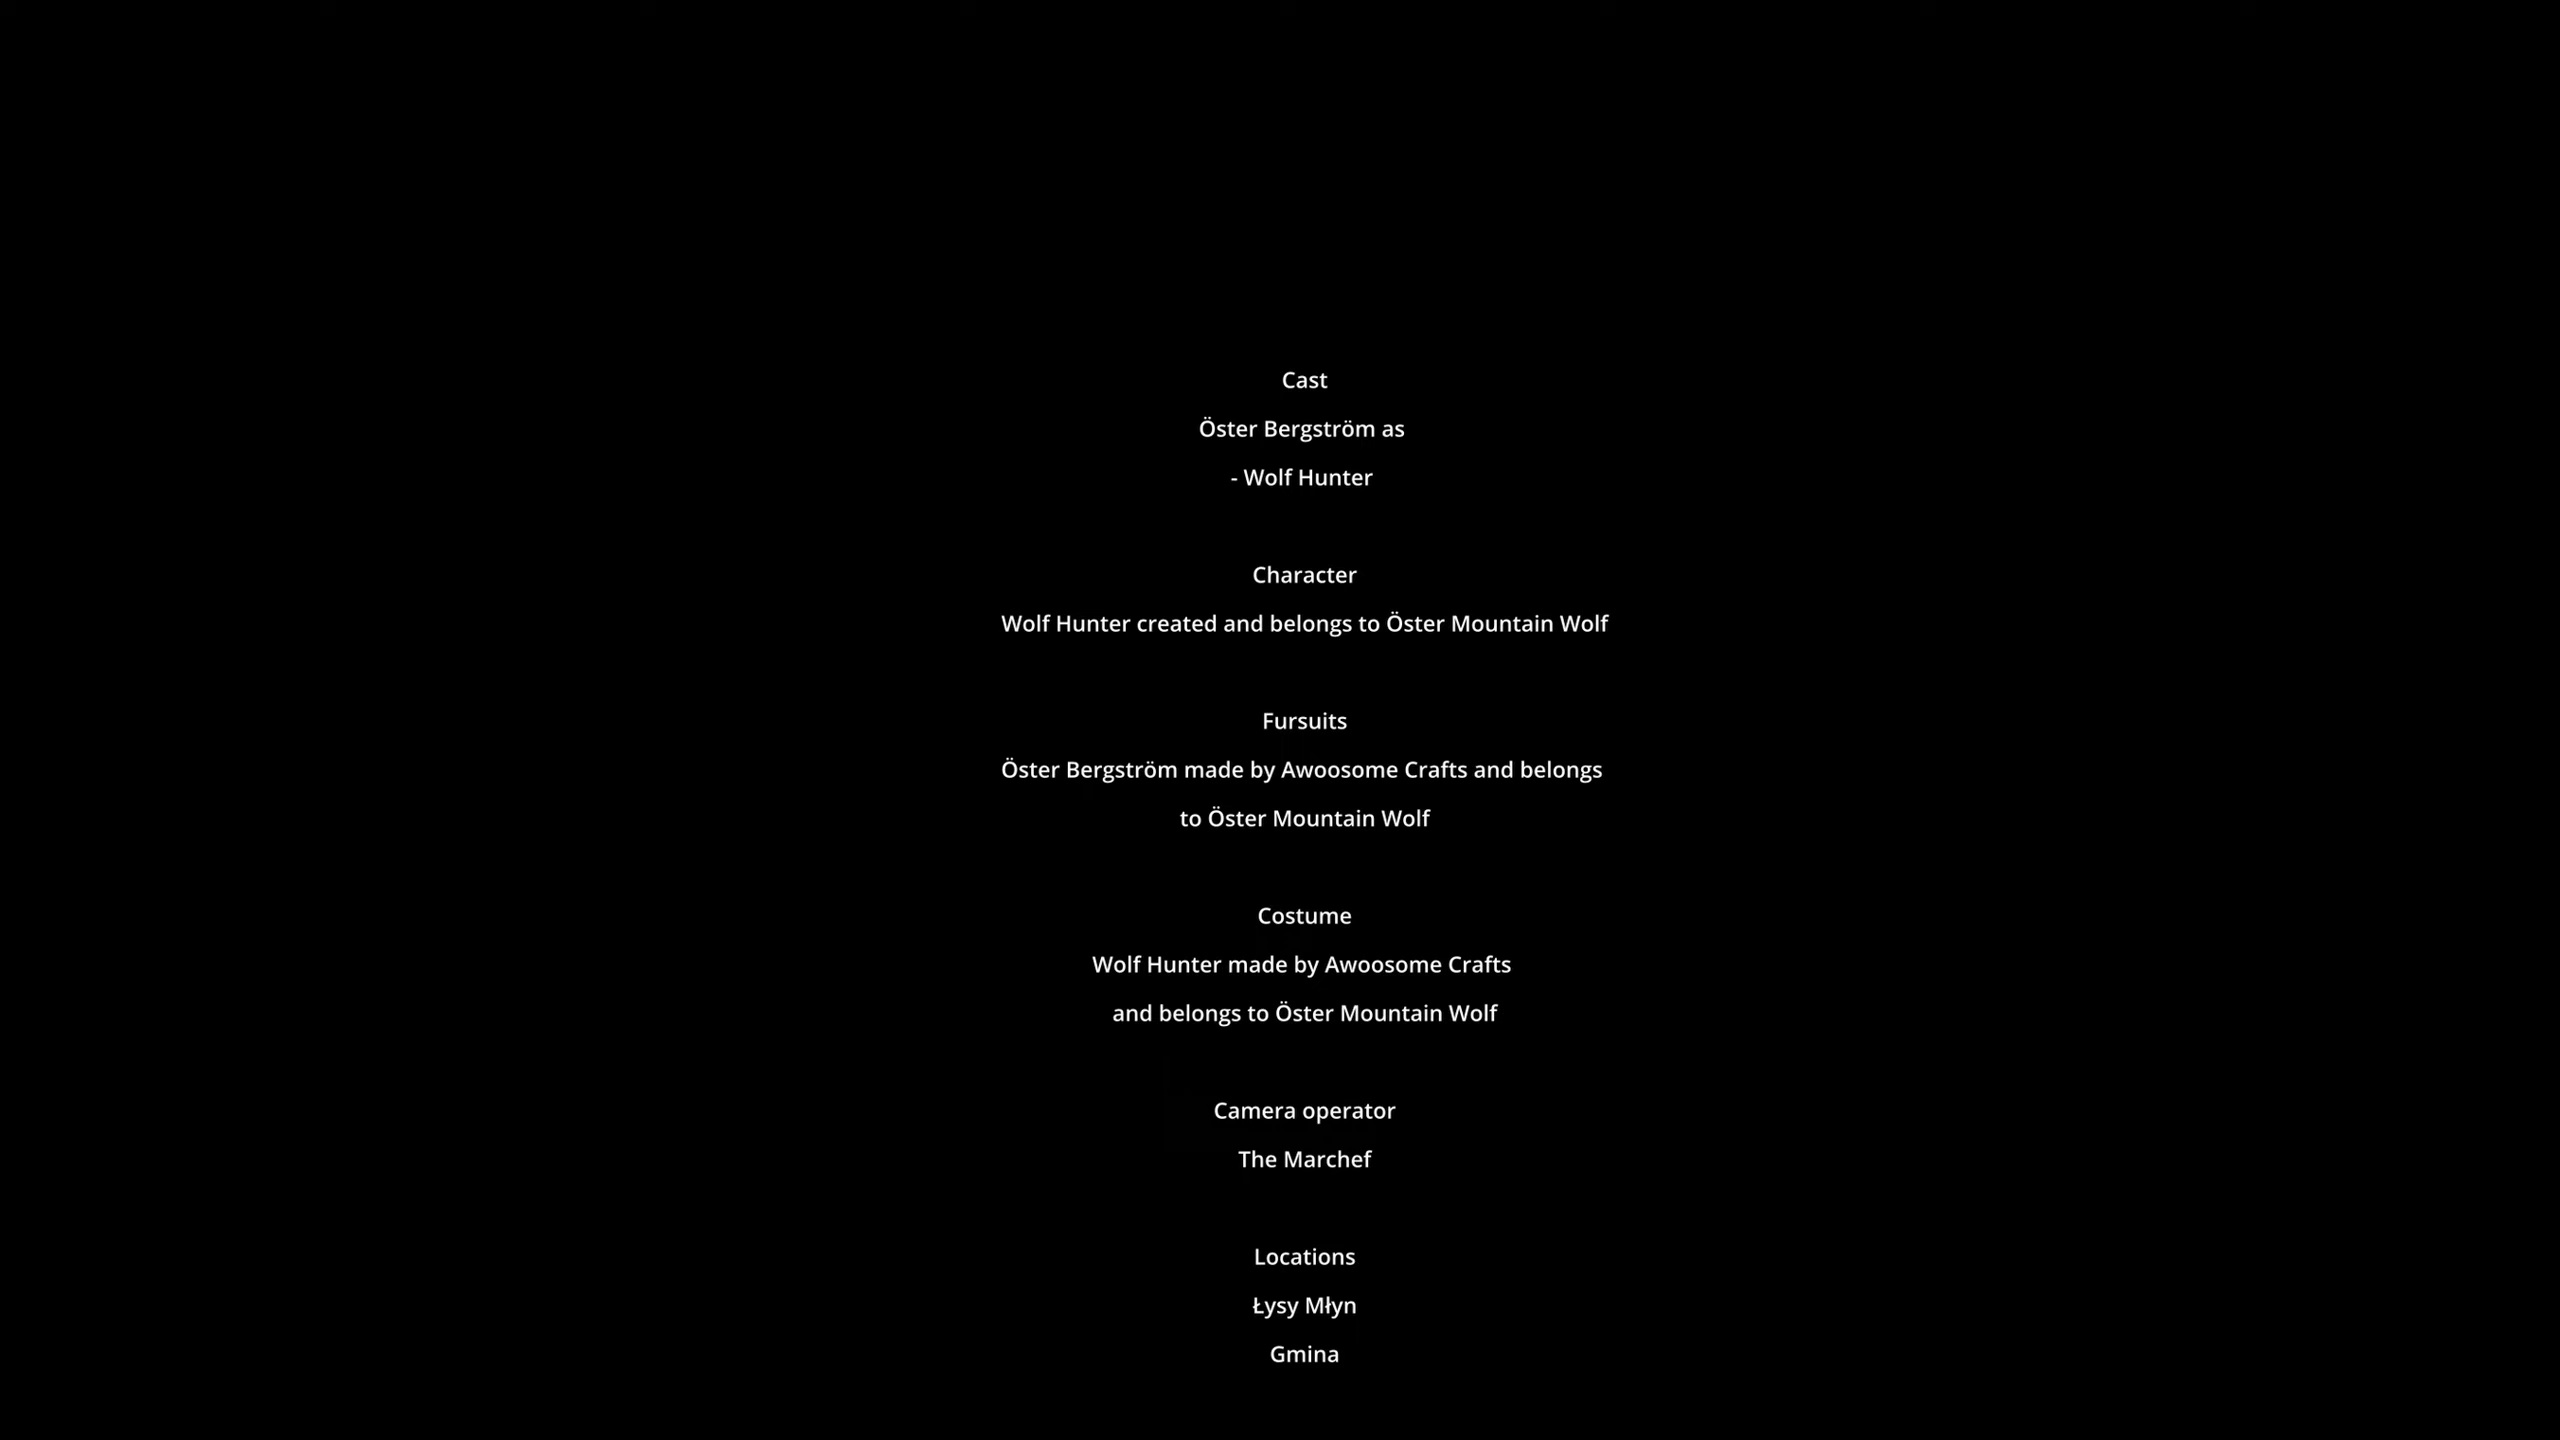 Cast
Öster Bergström as
- Wolf Hunter
Character
Wolf Hunter created and belongs to Öster Mountain Wolf
Fursuits
Öster Bergström made by Awoosome Crafts and belongs
to Öster Mountain Wolf
Costume
Wolf Hunter made by Awoosome Crafts
and belongs to Öster Mountain Wolf
Camera operator
The Marchef
Locations
Łysy Młyn
Gmina